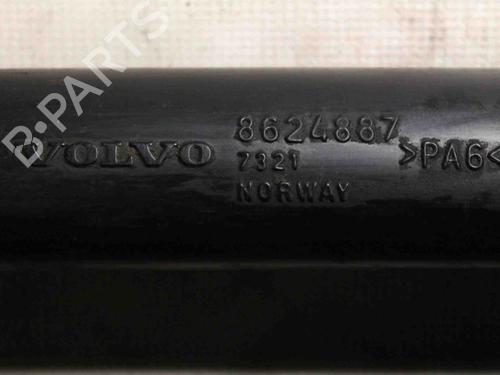 B-PARTS
VOLVO
8624887
7321
NORWAY
>PA6<